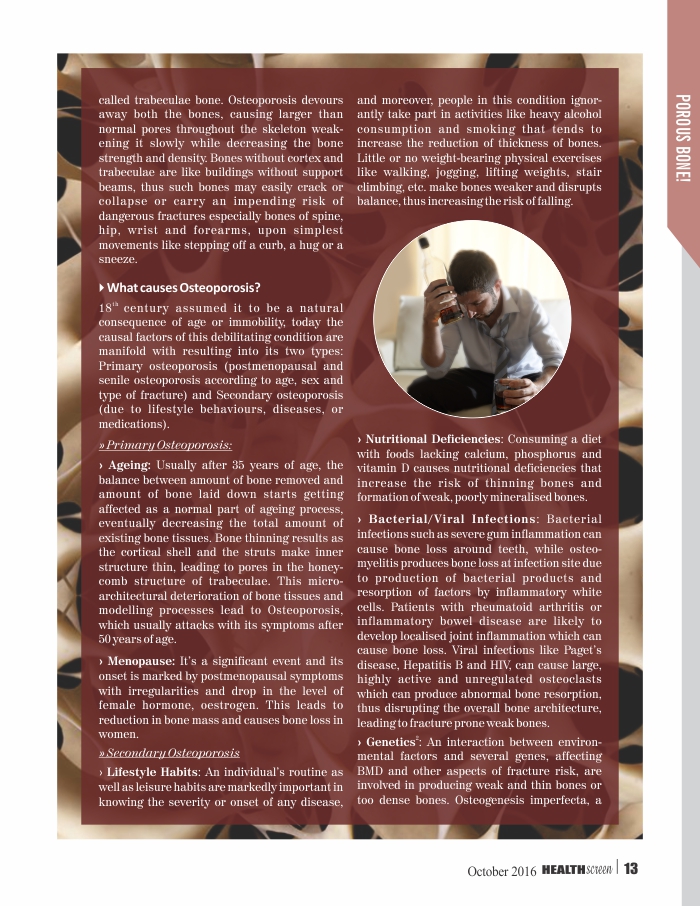 called trabeculae bone. Osteoporosis devours
away both the bones, causing larger than
normal pores throughout the skeleton weak-
ening it slowly while decreasing the bone
strength and density. Bones without cortex and
trabeculae are like buildings without support
beams, thus such bones may easily crack or
collapse or carry an impending risk of
dangerous fractures especially bones of spine,
hip, wrist and forearms, upon simplest
movements like stepping off a curb, a hug or a
sneeze.
What causes Osteoporosis?
18th century assumed it to be a natural
consequence of age or immobility, today the
causal factors of this debilitating condition are
manifold with resulting into its two types:
Primary osteoporosis (postmenopausal and
senile osteoporosis according to age, sex and
type of fracture) and Secondary osteoporosis
(due to lifestyle behaviours, diseases, or
medications).
» Primary Osteoporosis:
› Ageing: Usually after 35 years of age, the
balance between amount of bone removed and
amount of bone laid down starts getting
affected as a normal part of ageing process,
eventually decreasing the total amount of
existing bone tissues. Bone thinning results as
the cortical shell and the struts make inner
structure thin, leading to pores in the honey-
comb structure of trabeculae. This micro-
architectural deterioration of bone tissues and
modelling processes lead to Osteoporosis,
which usually attacks with its symptoms after
50 years of age.
› Menopause: It's a significant event and its
onset is marked by postmenopausal symptoms
with irregularities and drop in the level of
female hormone, oestrogen. This leads to
reduction in bone mass and causes bone loss in
women.
» Secondary Osteoporosis
› Lifestyle Habits: An individual's routine as
well as leisure habits are markedly important in
knowing the severity or onset of any disease,
and moreover, people in this condition ignor-
antly take part in activities like heavy alcohol
consumption and smoking that tends to
increase the reduction of thickness of bones.
Little or no weight-bearing physical exercises
like walking, jogging, lifting weights, stair
climbing, etc. make bones weaker and disrupts
balance, thus increasing the risk of falling.
› Nutritional Deficiencies: Consuming a diet
with foods lacking calcium, phosphorus and
vitamin D causes nutritional deficiencies that
increase the risk of thinning bones and
formation of weak, poorly mineralised bones.
› Bacterial/Viral Infections: Bacterial
infections such as severe gum inflammation can
cause bone loss around teeth, while osteo-
myelitis produces bone loss at infection site due
to production of bacterial products and
resorption of factors by inflammatory white
cells. Patients with rheumatoid arthritis or
inflammatory bowel disease are likely to
develop localised joint inflammation which can
cause bone loss. Viral infections like Paget's
disease, Hepatitis B and HIV, can cause large,
highly active and unregulated osteoclasts
which can produce abnormal bone resorption,
thus disrupting the overall bone architecture,
leading to fracture prone weak bones.
› Genetics2: An interaction between environ-
mental factors and several genes, affecting
BMD and other aspects of fracture risk, are
involved in producing weak and thin bones or
too dense bones. Osteogenesis imperfecta, a
POROUS BONE!
October 2016 HEALTHscreen | 13